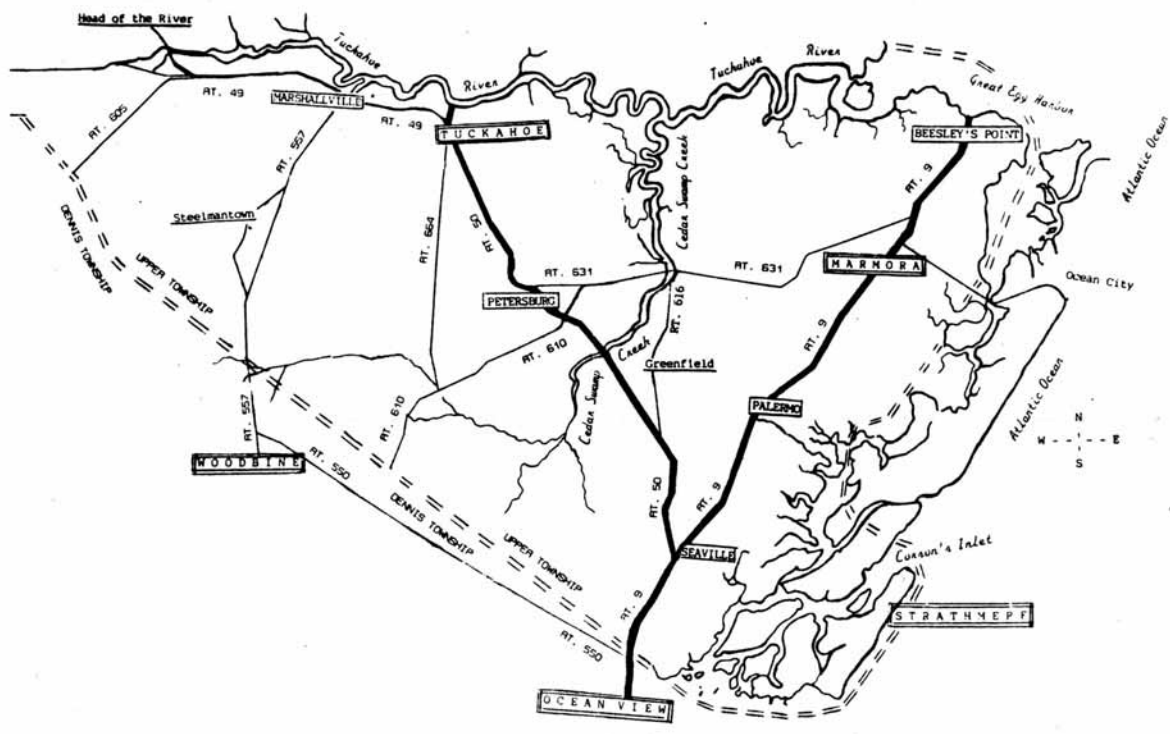 Head of the River
Tuckahoe
River
Tuckahoe
River
Great Egg Harbour
Atlantic Ocean
RT. 49
MARSHALLVILLE
RT. 49
TUCKAHOE
BEESLEY'S POINT
RT. 605
RT. 557
RT. 9
Cedar Swamp Creek
Steelmantown
RT. 664
RT. 50
DENNIS TOWNSHIP
UPPER TOWNSHIP
RT. 631
RT. 631
MARMORA
Ocean City
PETERSBURG
RT. 616
RT. 9
RT. 610
Creek
Greenfield
Atlantic Ocean
Cedar Swamp
RT. 557
RT. 610
PALERMO
N
W
E
S
WOODBINE
RT. 550
RT. 50
RT. 9
DENNIS TOWNSHIP
UPPER TOWNSHIP
SEAVILLE
Corson's Inlet
STRATHMERE
RT. 9
RT. 550
OCEAN VIEW